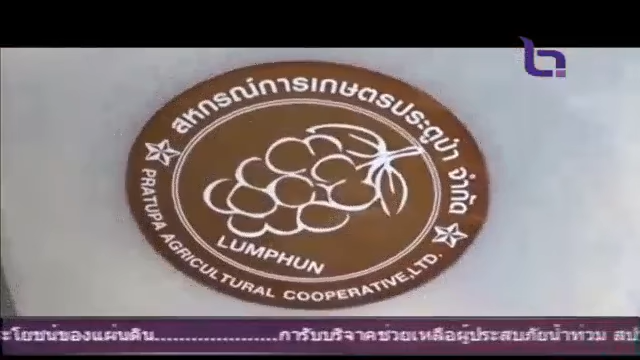 สหกรณ์การเกษตรประตูป่า จำกัด
LUMPHUN
PRATUPA AGRICULTURAL COOPERATIVE,LTD.
ะโยชน์ของแผ่นดิน.....................การับบริจาคช่วยเหลือผู้ประสบภัยน้ำท่วม สป